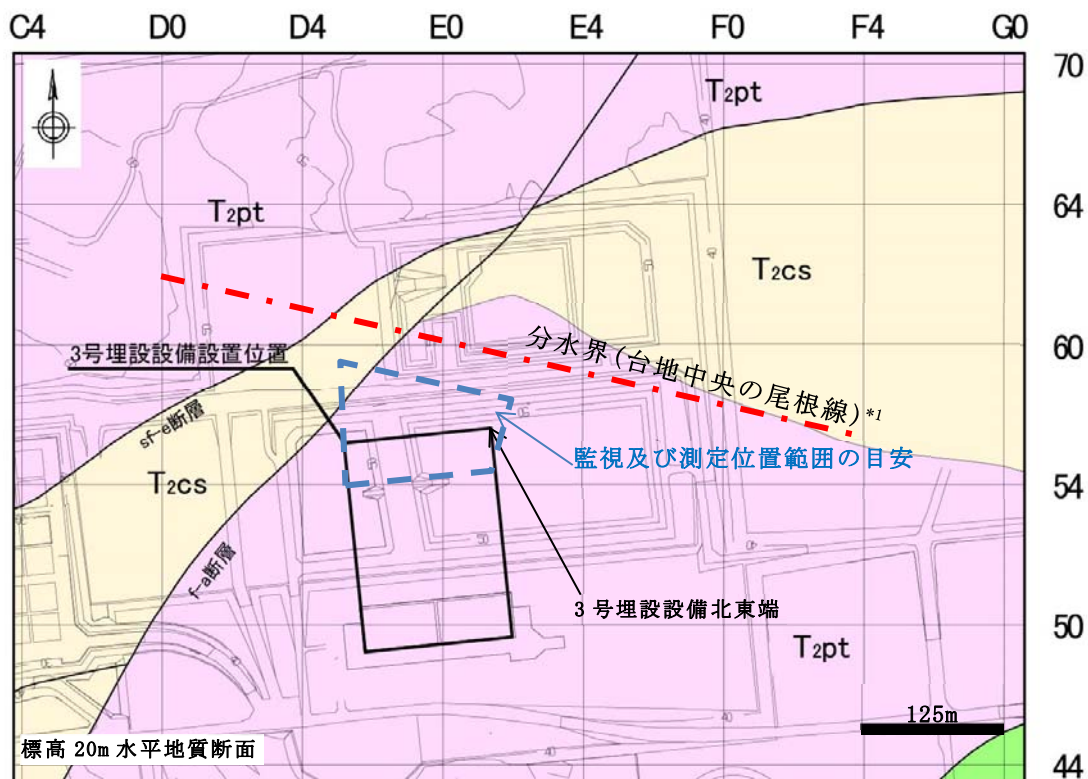 C4 D0 D4 E0 E4 F0 F4 G0
70
T2pt
T2pt
64
T2cs
60
分水界(台地中央の尾根線)*1
3号埋設設備設置位置
sf-e断層
監視及び測定位置範囲の目安
T2cs
54
f-a断層
3号埋設設備北東端
50
T2pt
125m
標高20m水平地質断面
44